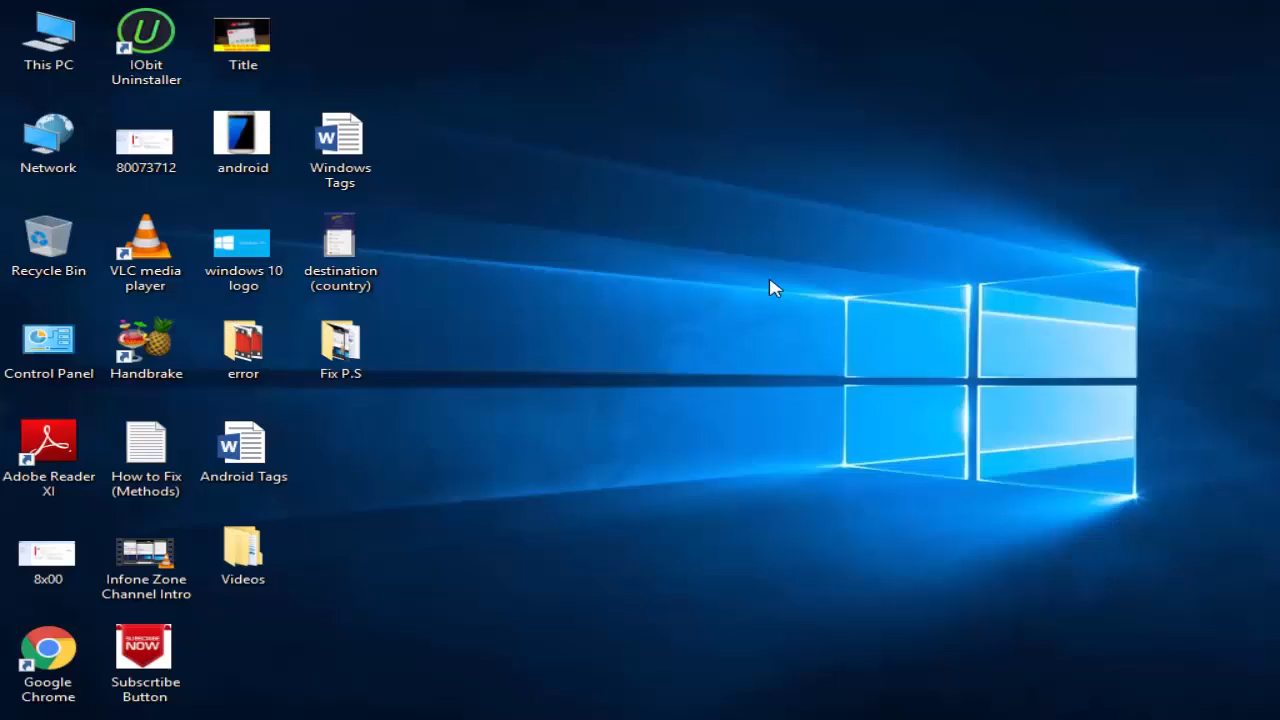 This PC
IObit
Uninstaller
Title
Network
80073712
android
Windows
Tags
Recycle Bin
VLC media
player
windows 10
logo
destination
(country)
Control Panel
Handbrake
error
Fix P.S
Adobe Reader
XI
How to Fix
(Methods)
Android Tags
8x00
Infone Zone
Channel Intro
Videos
Google
Chrome
SUBSCRIBE
NOW
Subscrtibe
Button